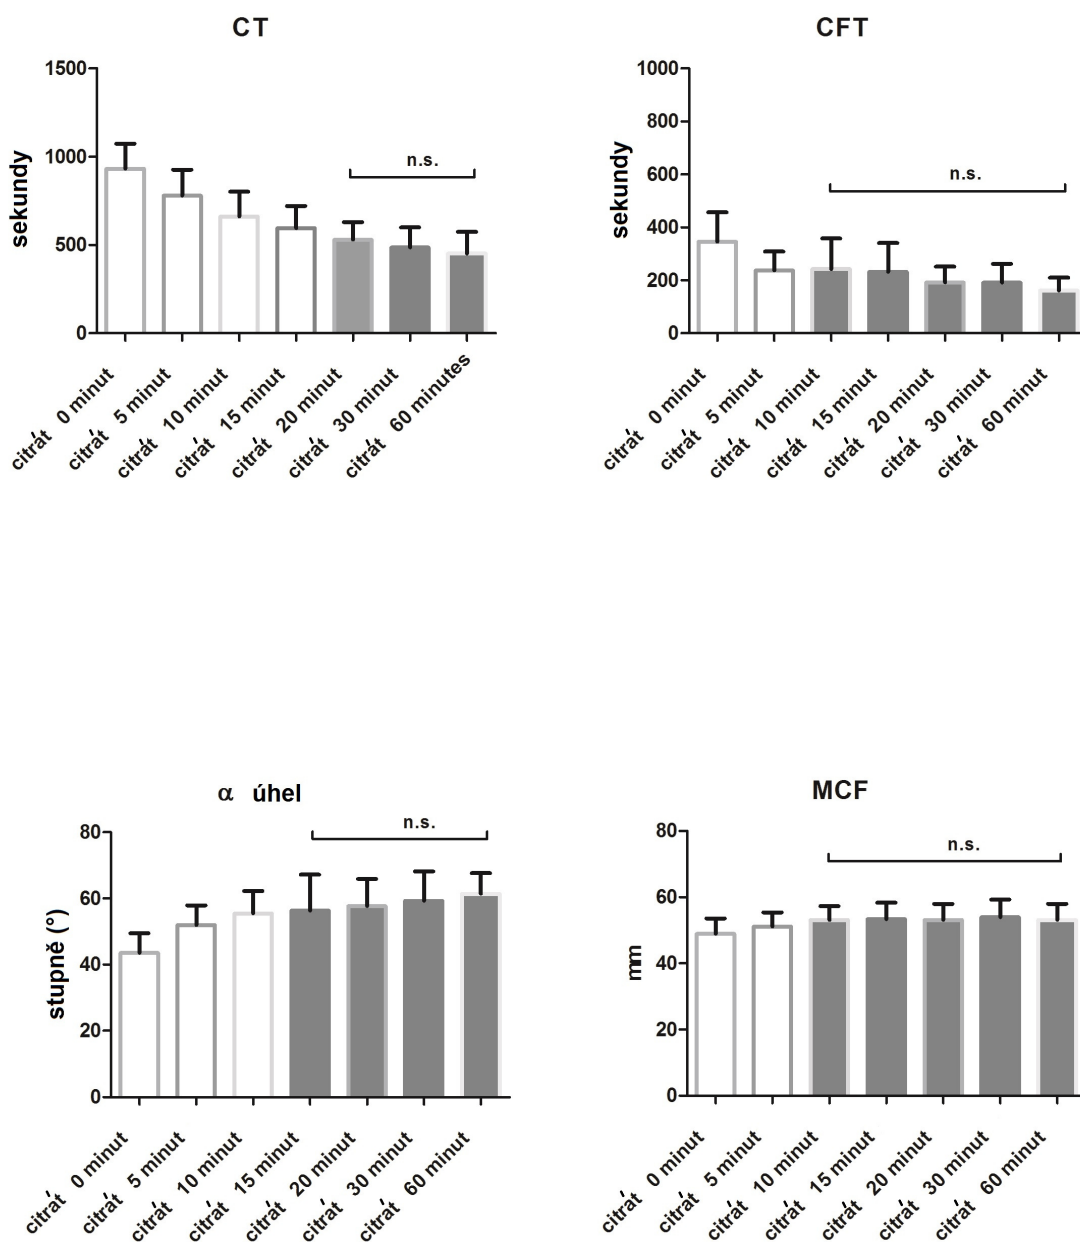 CT
1500
1000
500
0
sekundy
n.s.
citrát 0 minut
citrát 5 minut
citrát 10 minut
citrát 15 minut
citrát 20 minut
citrát 30 minut
citrát 60 minutes
CFT
1000
800
600
400
200
0
sekundy
n.s.
citrát 0 minut
citrát 5 minut
citrát 10 minut
citrát 15 minut
citrát 20 minut
citrát 30 minut
citrát 60 minut
α úhel
80
60
40
20
0
stupně (°)
n.s.
citrát 0 minut
citrát 5 minut
citrát 10 minut
citrát 15 minut
citrát 20 minut
citrát 30 minut
citrát 60 minut
MCF
80
60
40
20
0
mm
n.s.
citrát 0 minut
citrát 5 minut
citrát 10 minut
citrát 15 minut
citrát 20 minut
citrát 30 minut
citrát 60 minut